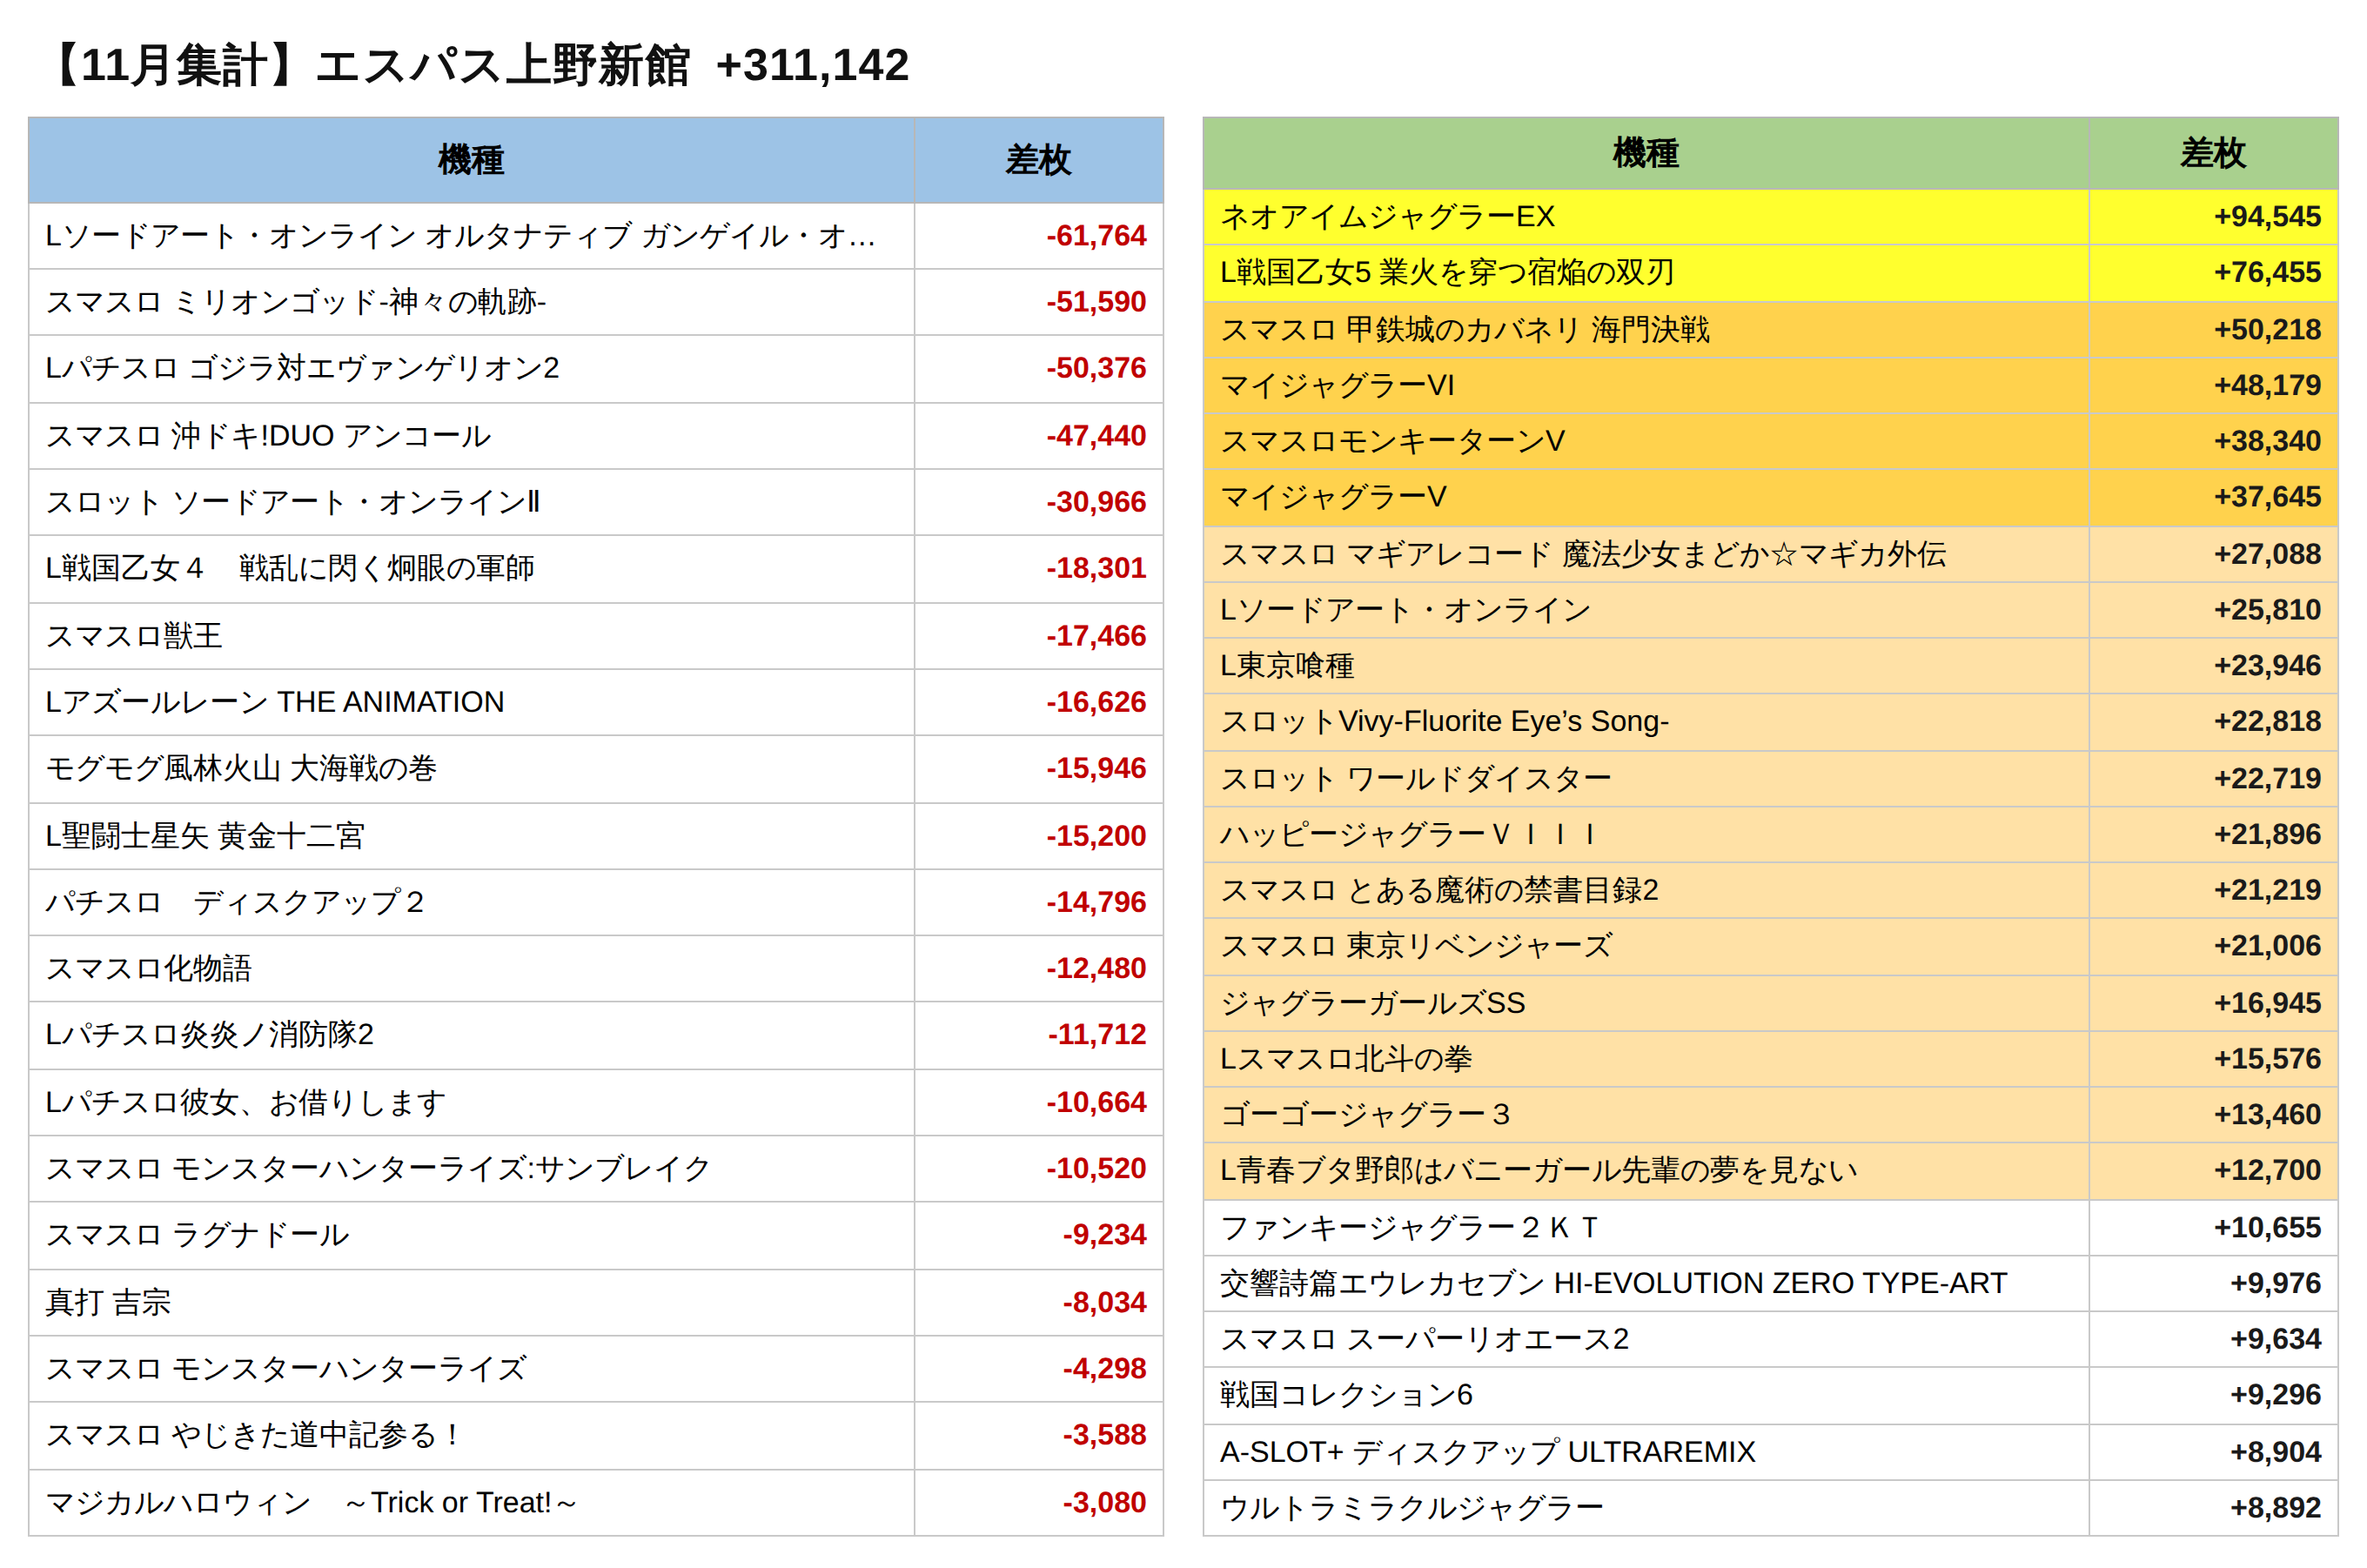 【11月集計】エスパス上野新館 +311,142
機種 差枚
Lソードアート・オンライン オルタナティブ ガンゲイル・オ… -61,764
スマスロ ミリオンゴッド-神々の軌跡- -51,590
Lパチスロ ゴジラ対エヴァンゲリオン2 -50,376
スマスロ 沖ドキ!DUO アンコール -47,440
スロット ソードアート・オンラインⅡ -30,966
L戦国乙女４　戦乱に閃く炯眼の軍師 -18,301
スマスロ獣王 -17,466
Lアズールレーン THE ANIMATION -16,626
モグモグ風林火山 大海戦の巻 -15,946
L聖闘士星矢 黄金十二宮 -15,200
パチスロ　ディスクアップ２ -14,796
スマスロ化物語 -12,480
Lパチスロ炎炎ノ消防隊2 -11,712
Lパチスロ彼女、お借りします -10,664
スマスロ モンスターハンターライズ:サンブレイク -10,520
スマスロ ラグナドール -9,234
真打 吉宗 -8,034
スマスロ モンスターハンターライズ -4,298
スマスロ やじきた道中記参る！ -3,588
マジカルハロウィン　～Trick or Treat!～ -3,080
機種 差枚
ネオアイムジャグラーEX +94,545
L戦国乙女5 業火を穿つ宿焔の双刃 +76,455
スマスロ 甲鉄城のカバネリ 海門決戦 +50,218
マイジャグラーVI +48,179
スマスロモンキーターンV +38,340
マイジャグラーV +37,645
スマスロ マギアレコード 魔法少女まどか☆マギカ外伝 +27,088
Lソードアート・オンライン +25,810
L東京喰種 +23,946
スロットVivy-Fluorite Eye’s Song- +22,818
スロット ワールドダイスター +22,719
ハッピージャグラーＶＩＩＩ +21,896
スマスロ とある魔術の禁書目録2 +21,219
スマスロ 東京リベンジャーズ +21,006
ジャグラーガールズSS +16,945
Lスマスロ北斗の拳 +15,576
ゴーゴージャグラー３ +13,460
L青春ブタ野郎はバニーガール先輩の夢を見ない +12,700
ファンキージャグラー２ＫＴ +10,655
交響詩篇エウレカセブン HI-EVOLUTION ZERO TYPE-ART +9,976
スマスロ スーパーリオエース2 +9,634
戦国コレクション6 +9,296
A-SLOT+ ディスクアップ ULTRAREMIX +8,904
ウルトラミラクルジャグラー +8,892